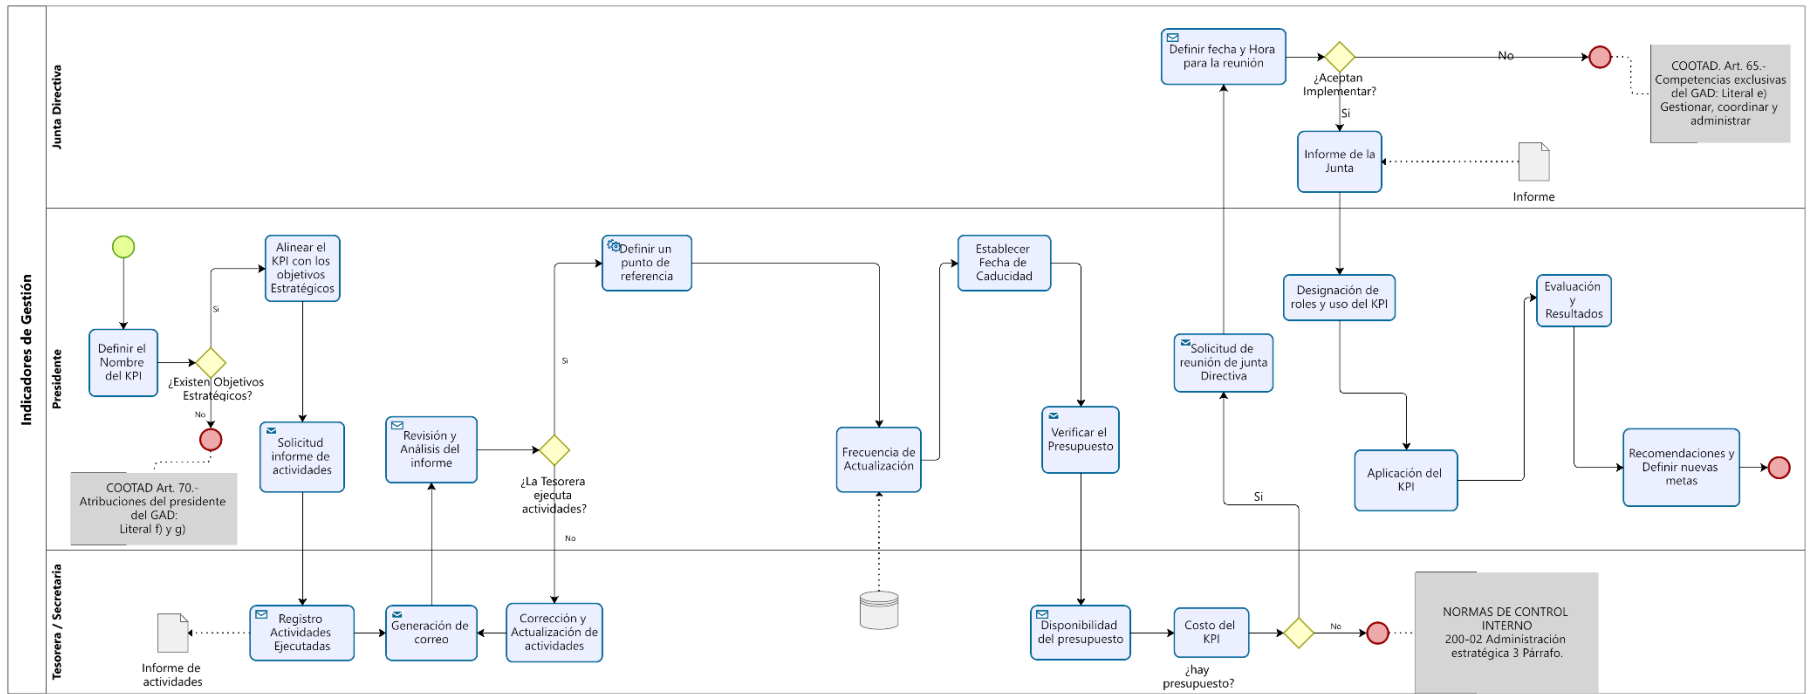 Indicadores de Gestión
Junta Directiva
Definir fecha y Hora
para la reunión
¿Aceptan
Implementar?
No
Si
COOTAD. Art. 65.-
Competencias exclusivas
del GAD: Literal e)
Gestionar, coordinar y
administrar
Informe de la
Junta
Informe
Presidente
Definir el
Nombre
del KPI
¿Existen Objetivos
Estratégicos?
Si
No
COOTAD Art. 70.-
Atribuciones del presidente
del GAD:
Literal f) y g)
Alinear el
KPI con los
objetivos
Estratégicos
Solicitud
informe de
actividades
Revisión y
Análisis del
informe
¿La Tesorera
ejecuta
actividades?
Si
No
Definir un
punto de
referencia
Frecuencia de
Actualización
Establecer
Fecha de
Caducidad
Verificar el
Presupuesto
Solicitud de
reunión de junta
Directiva
Si
Designación de
roles y uso del KPI
Aplicación del
KPI
Evaluación
y
Resultados
Recomendaciones y
Definir nuevas
metas
Tesorera / Secretaria
Informe de
actividades
Registro
Actividades
Ejecutadas
Generación de
correo
Corrección y
Actualización de
actividades
Disponibilidad
del presupuesto
Costo del
KPI
¿hay
presupuesto?
No
NORMAS DE CONTROL
INTERNO
200-02 Administración
estratégica 3 Párrafo.